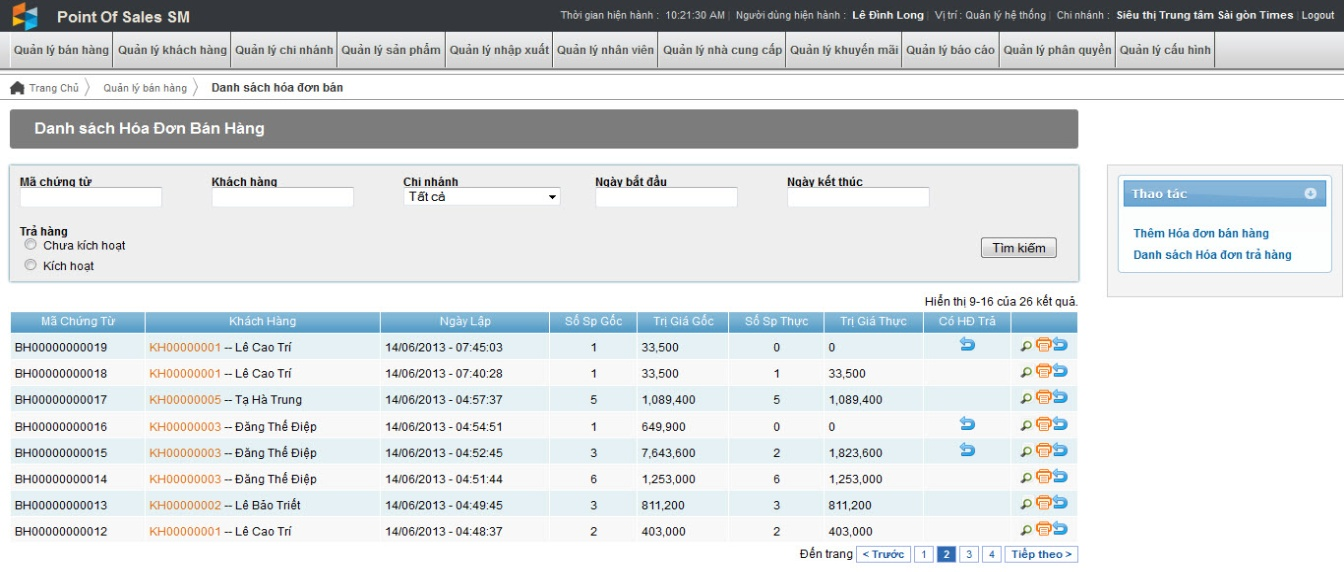 Point Of Sales SM
Thời gian hiện hành : 10:21:30 AM | Người dùng hiện hành : Lê Đình Long | Vị trí : Quản lý hệ thống | Chi nhánh : Siêu thị Trung tâm Sài gòn Times | Logout
Quản lý bán hàng Quản lý khách hàng Quản lý chi nhánh Quản lý sản phẩm Quản lý nhập xuất Quản lý nhân viên Quản lý nhà cung cấp Quản lý khuyến mãi Quản lý báo cáo Quản lý phân quyền Quản lý cấu hình
Trang Chủ Quản lý bán hàng Danh sách hóa đơn bán
Danh sách Hóa Đơn Bán Hàng
Mã chứng từ Khách hàng Chi nhánh Ngày bắt đầu Ngày kết thúc
Tất cả
Trả hàng
Chưa kích hoạt
Kích hoạt
Tìm kiếm
Thao tác
Thêm Hóa đơn bán hàng
Danh sách Hóa đơn trả hàng
Hiển thị 9-16 của 26 kết quả.
Mã Chứng Từ Khách Hàng Ngày Lập Số Sp Gốc Trị Giá Gốc Số Sp Thực Trị Giá Thực Có HĐ Trả
BH00000000019 KH00000001 -- Lê Cao Trí 14/06/2013 - 07:45:03 1 33,500 0 0
BH00000000018 KH00000001 -- Lê Cao Trí 14/06/2013 - 07:40:28 1 33,500 1 33,500
BH00000000017 KH00000005 -- Tạ Hà Trung 14/06/2013 - 04:57:37 5 1,089,400 5 1,089,400
BH00000000016 KH00000003 -- Đăng Thế Điệp 14/06/2013 - 04:54:51 1 649,900 0 0
BH00000000015 KH00000003 -- Đăng Thế Điệp 14/06/2013 - 04:52:45 3 7,643,600 2 1,823,600
BH00000000014 KH00000003 -- Đăng Thế Điệp 14/06/2013 - 04:51:44 6 1,253,000 6 1,253,000
BH00000000013 KH00000002 -- Lê Bảo Triết 14/06/2013 - 04:49:45 3 811,200 3 811,200
BH00000000012 KH00000001 -- Lê Cao Trí 14/06/2013 - 04:48:37 2 403,000 2 403,000
Đến trang < Trước 1 2 3 4 Tiếp theo >